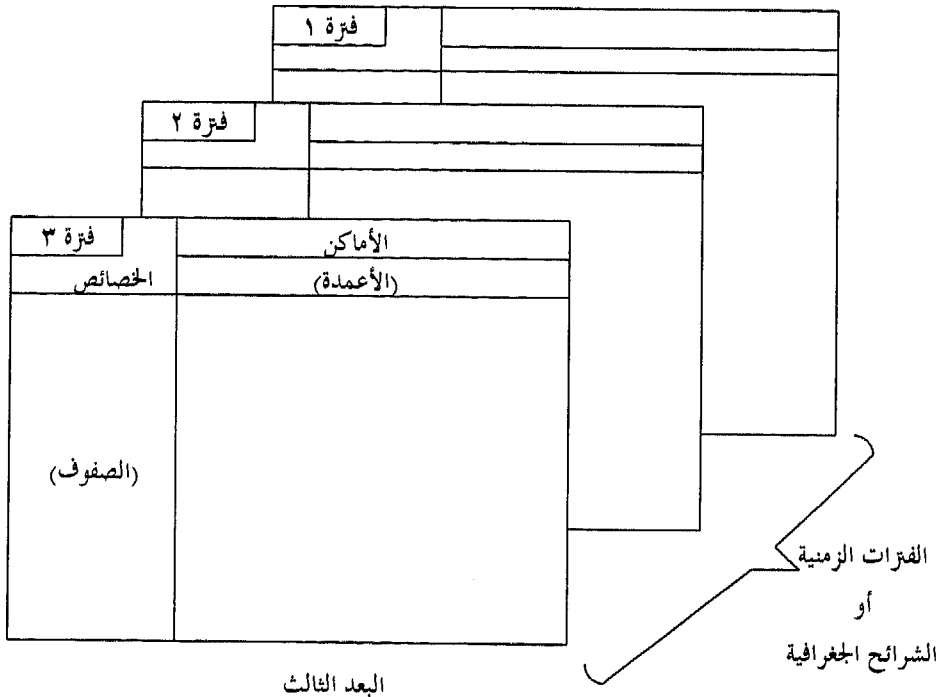 فترة ١
فترة ٢
فترة ٣
الأماكن
الخصائص
(الأعمدة)
(الصفوف)
الفترات الزمنية
أو
الشرائح الجغرافية
البعد الثالث